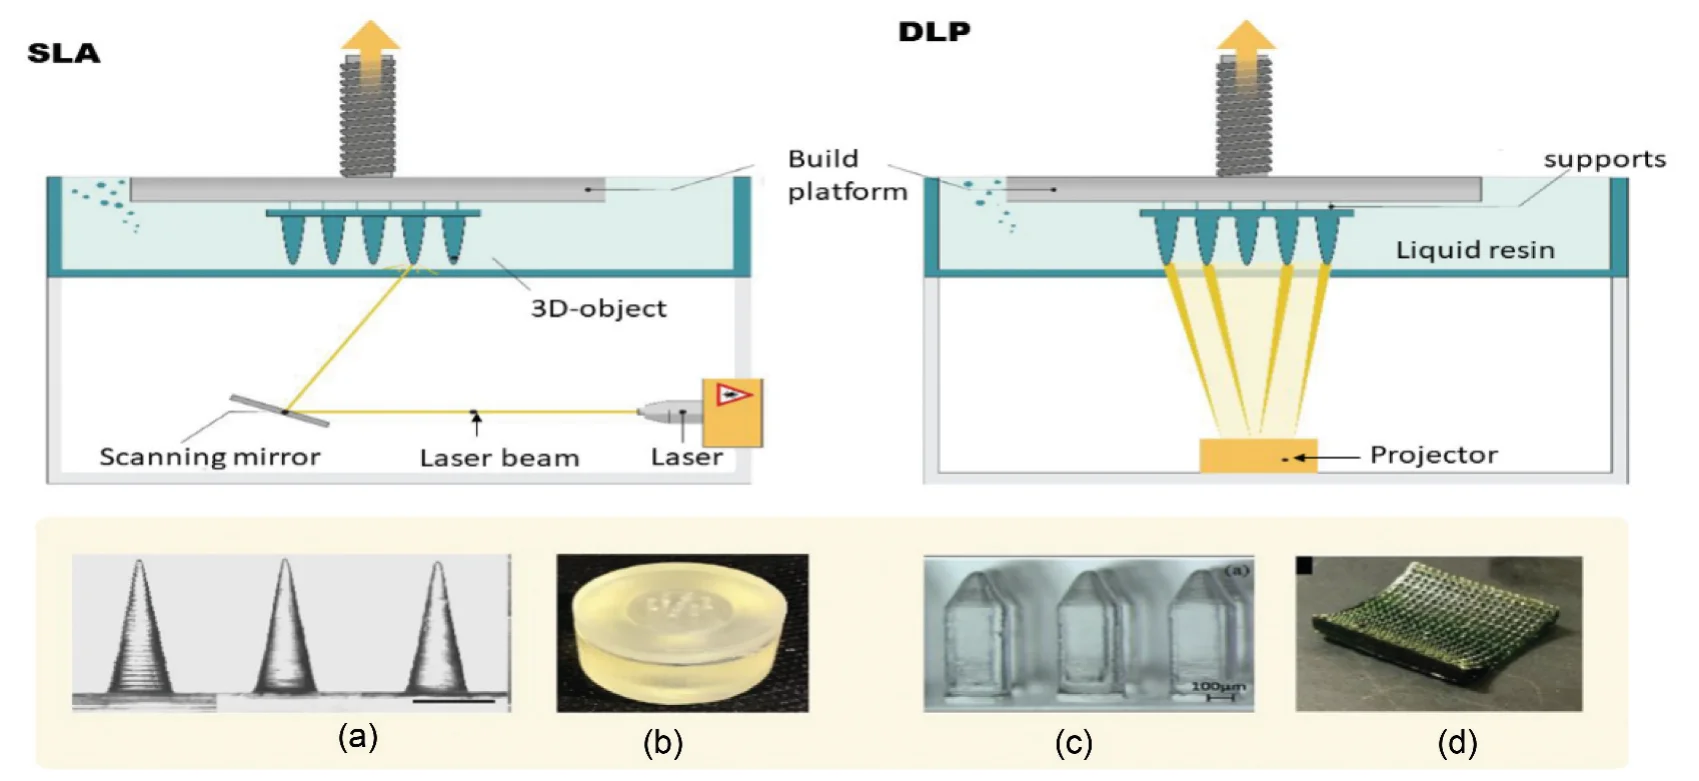 SLA
DLP
Build
platform
supports
Liquid resin
3D-object
Scanning mirror
Laser beam
Laser
Projector
(a)
100μm
(a)
(b)
(c)
(d)